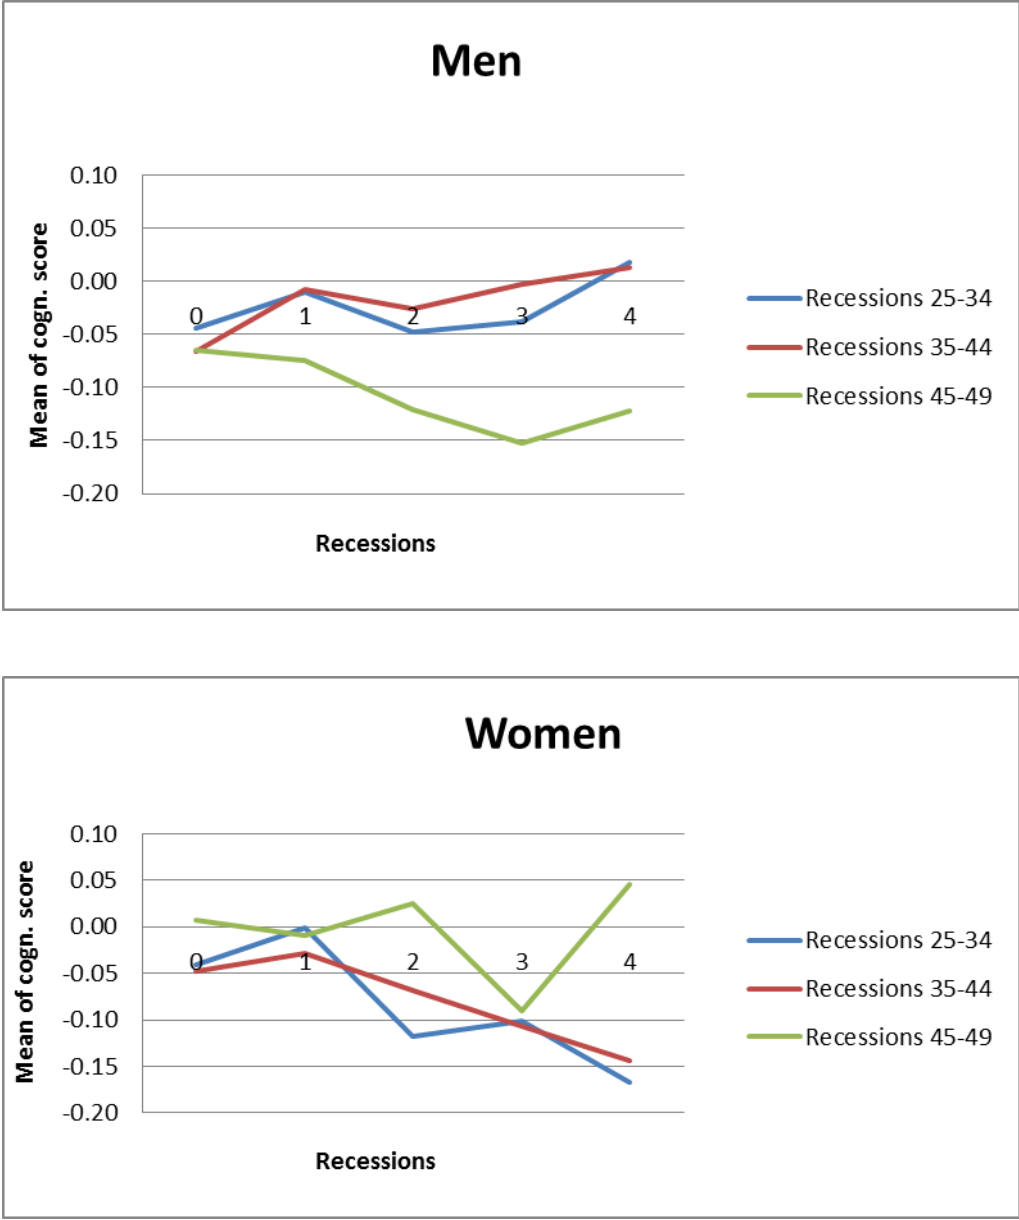 Men
0.10
0.05
0.00
-0.05
-0.10
-0.15
-0.20
Mean of cogn. score
0 1 2 3 4
Recessions
Recessions 25-34
Recessions 35-44
Recessions 45-49
Women
0.10
0.05
0.00
-0.05
-0.10
-0.15
-0.20
Mean of cogn. score
0 1 2 3 4
Recessions
Recessions 25-34
Recessions 35-44
Recessions 45-49